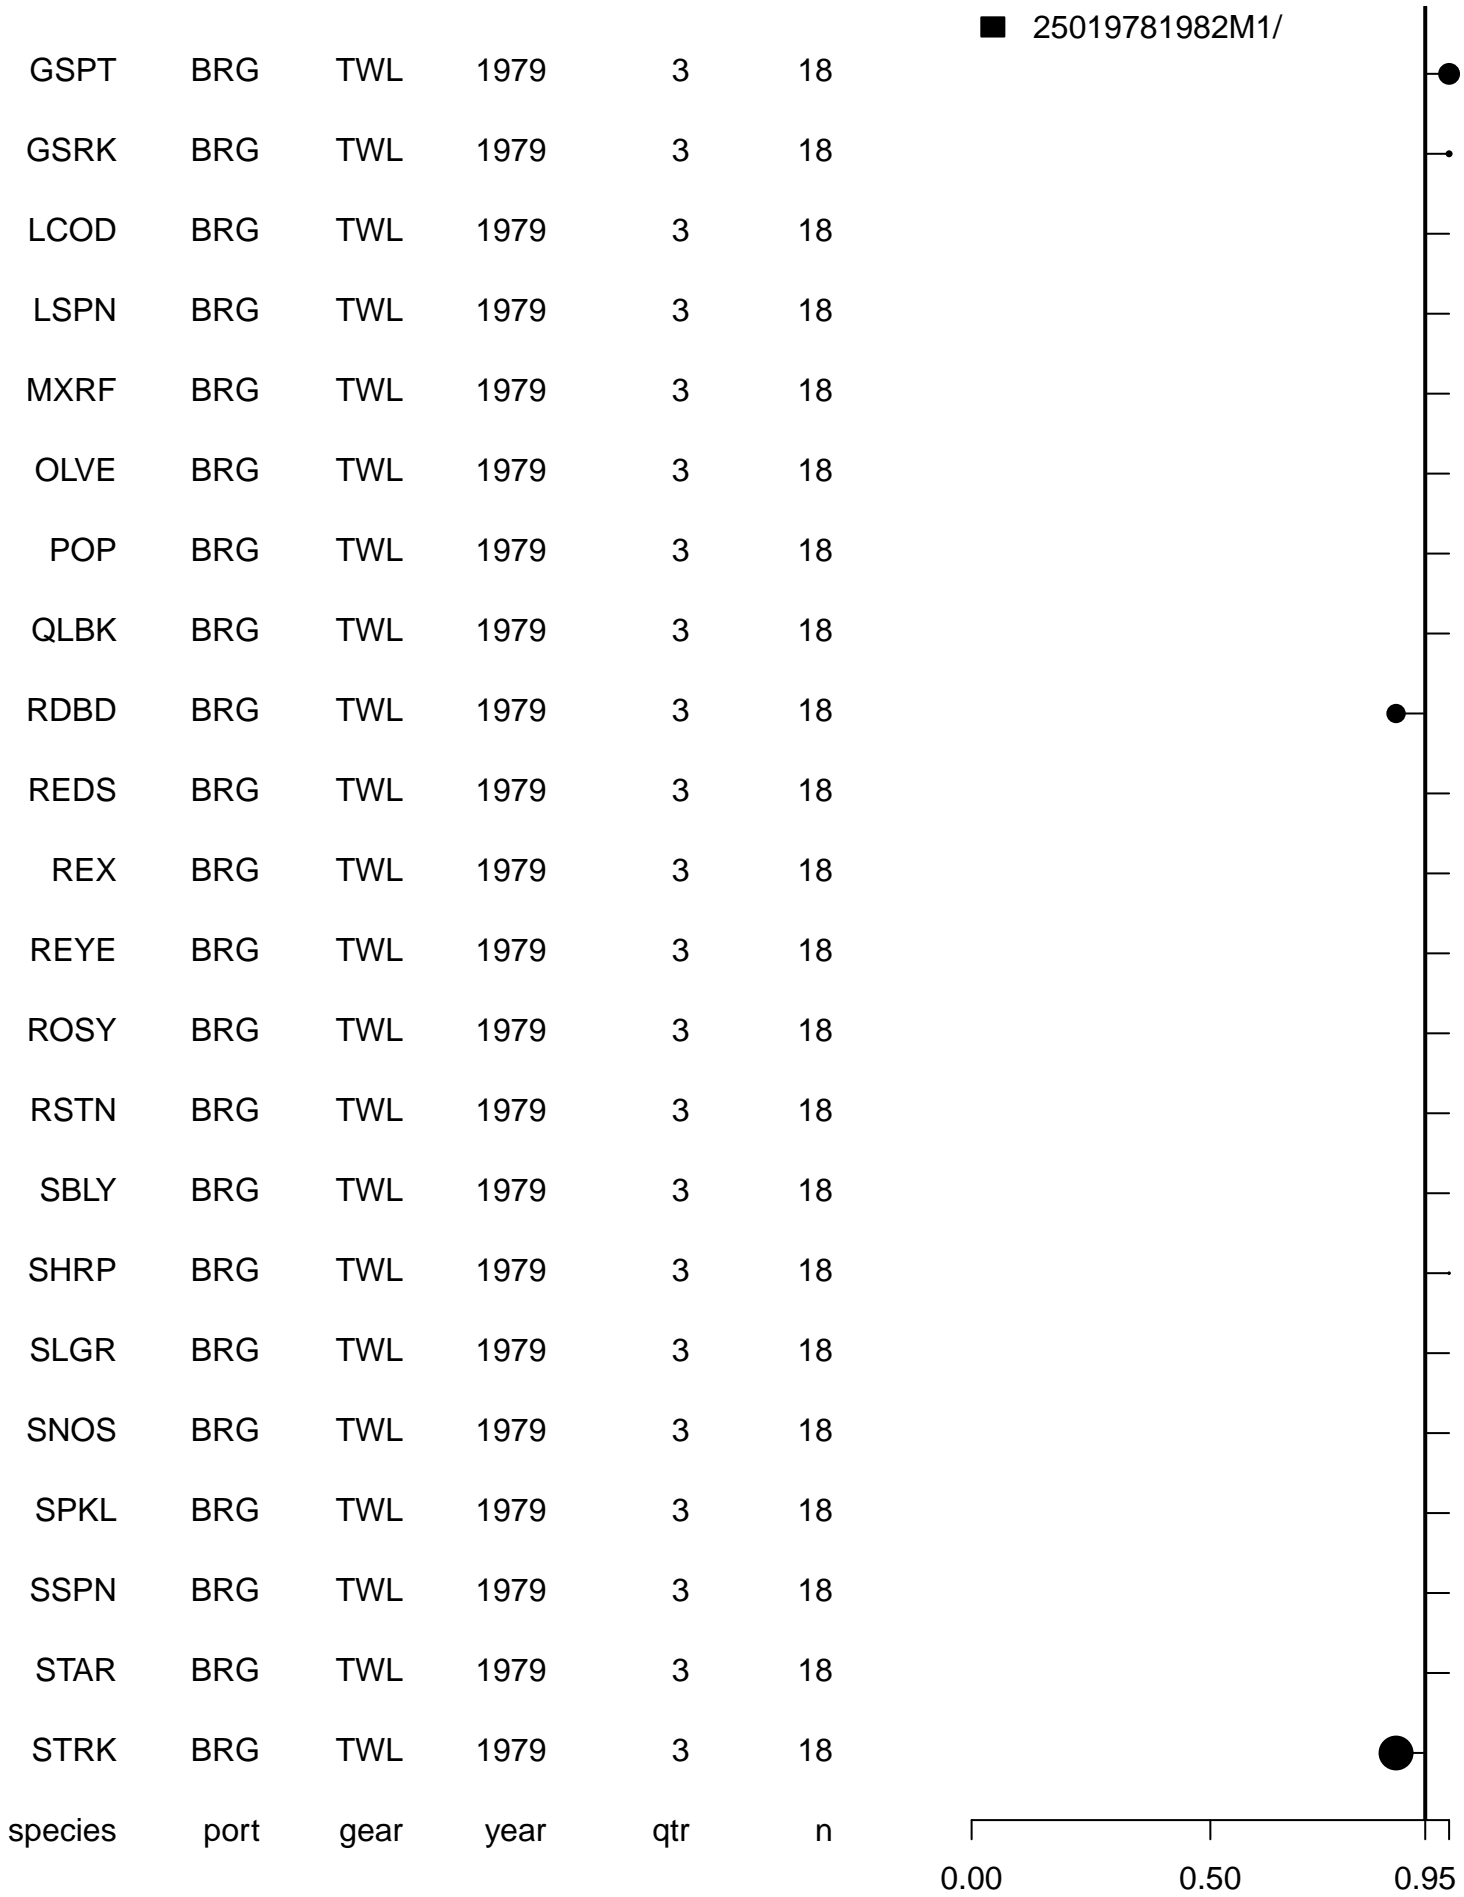 25019781982M1/
GSPT BRG TWL 1979 3 18
GSRK BRG TWL 1979 3 18
LCOD BRG TWL 1979 3 18
LSPN BRG TWL 1979 3 18
MXRF BRG TWL 1979 3 18
OLVE BRG TWL 1979 3 18
POP BRG TWL 1979 3 18
QLBK BRG TWL 1979 3 18
RDBD BRG TWL 1979 3 18
REDS BRG TWL 1979 3 18
REX BRG TWL 1979 3 18
REYE BRG TWL 1979 3 18
ROSY BRG TWL 1979 3 18
RSTN BRG TWL 1979 3 18
SBLY BRG TWL 1979 3 18
SHRP BRG TWL 1979 3 18
SLGR BRG TWL 1979 3 18
SNOS BRG TWL 1979 3 18
SPKL BRG TWL 1979 3 18
SSPN BRG TWL 1979 3 18
STAR BRG TWL 1979 3 18
STRK BRG TWL 1979 3 18
species port gear year qtr n
0.00 0.50 0.95